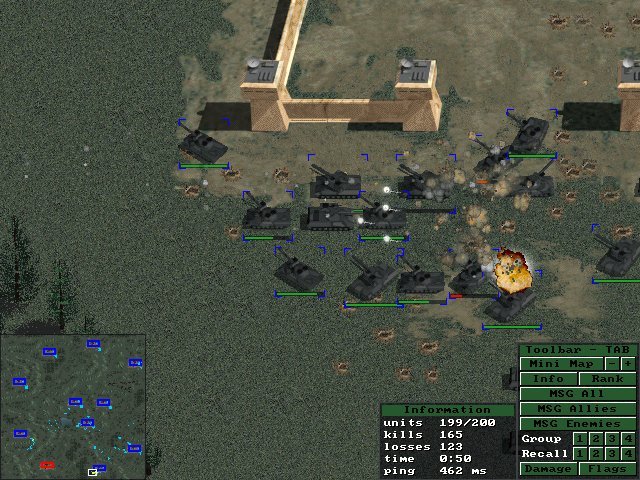 Toolbar - TAB
Mini Map - +
Info Rank
MSG All
MSG Allies
MSG Enemies
Group 1 2 3 4
Recall 1 2 3 4
Damage Flags
Information
units 199/200
kills 165
losses 123
time 0:50
ping 462 ms